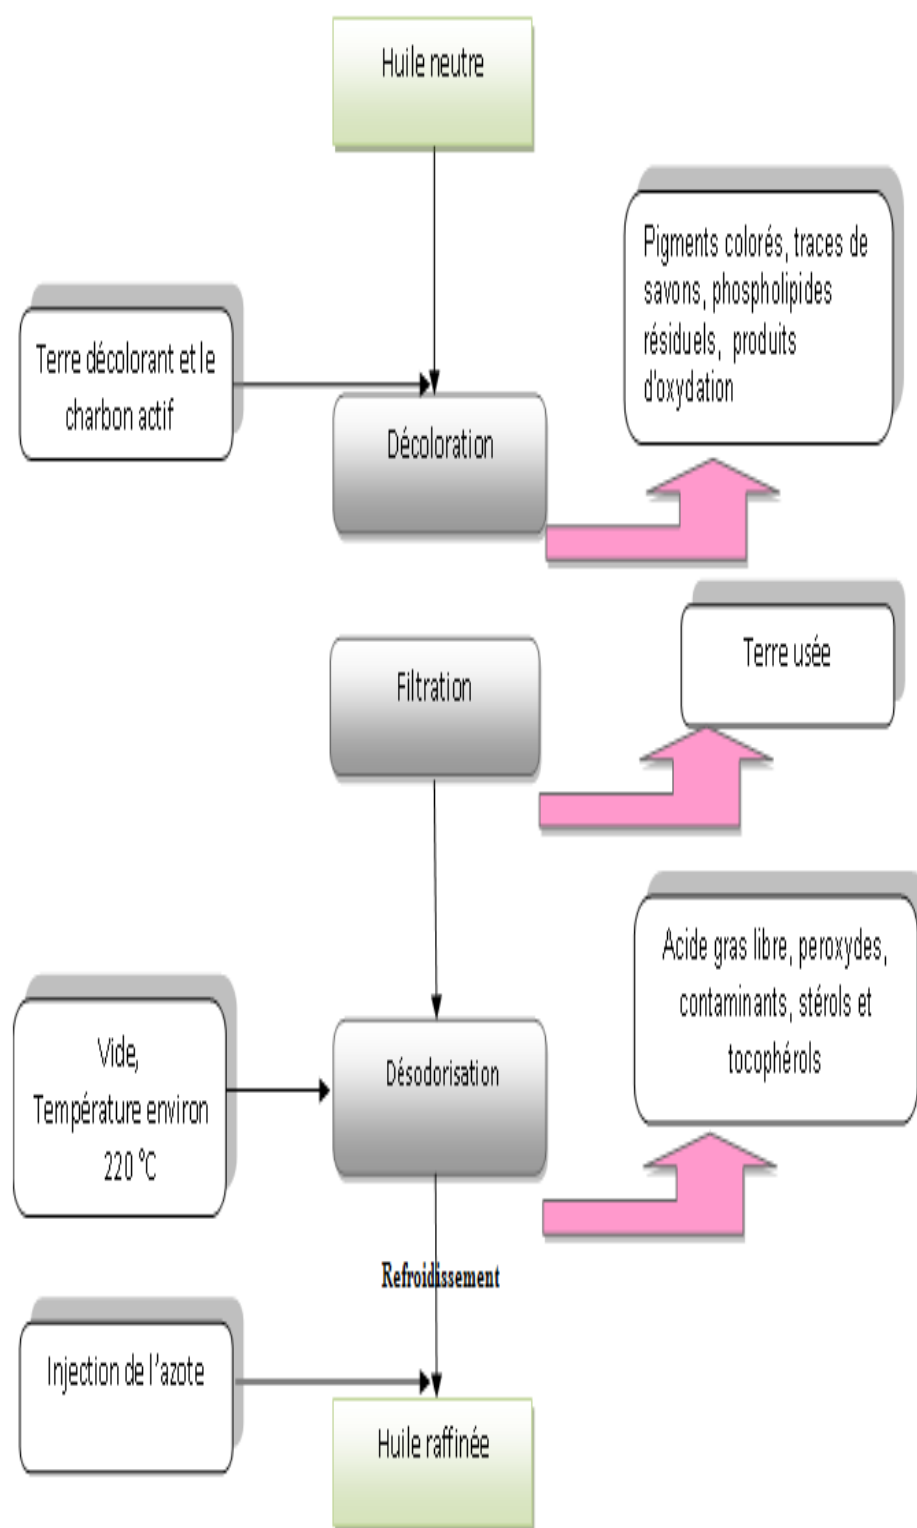 Huile neutre
Pigments colorés, traces de
savons, phospholipides
résiduels, produits
d'oxydation
Terre décolorant et le
charbon actif
Décoloration
Terre usée
Filtration
Acide gras libre, peroxydes,
contaminants, stérols et
tocophérols
Vide,
Température environ
220 °C
Désodorisation
Refroidissement
Injection de l'azote
Huile raffinée